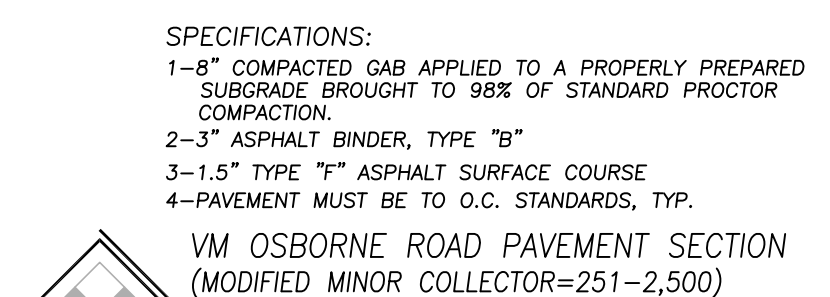 SPECIFICATIONS:
1-8" COMPACTED GAB APPLIED TO A PROPERLY PREPARED
SUBGRADE BROUGHT TO 98% OF STANDARD PROCTOR
COMPACTION.
2-3" ASPHALT BINDER, TYPE "B"
3-1.5" TYPE "F" ASPHALT SURFACE COURSE
4-PAVEMENT MUST BE TO O.C. STANDARDS, TYP.
VM OSBORNE ROAD PAVEMENT SECTION
(MODIFIED MINOR COLLECTOR=251-2,500)